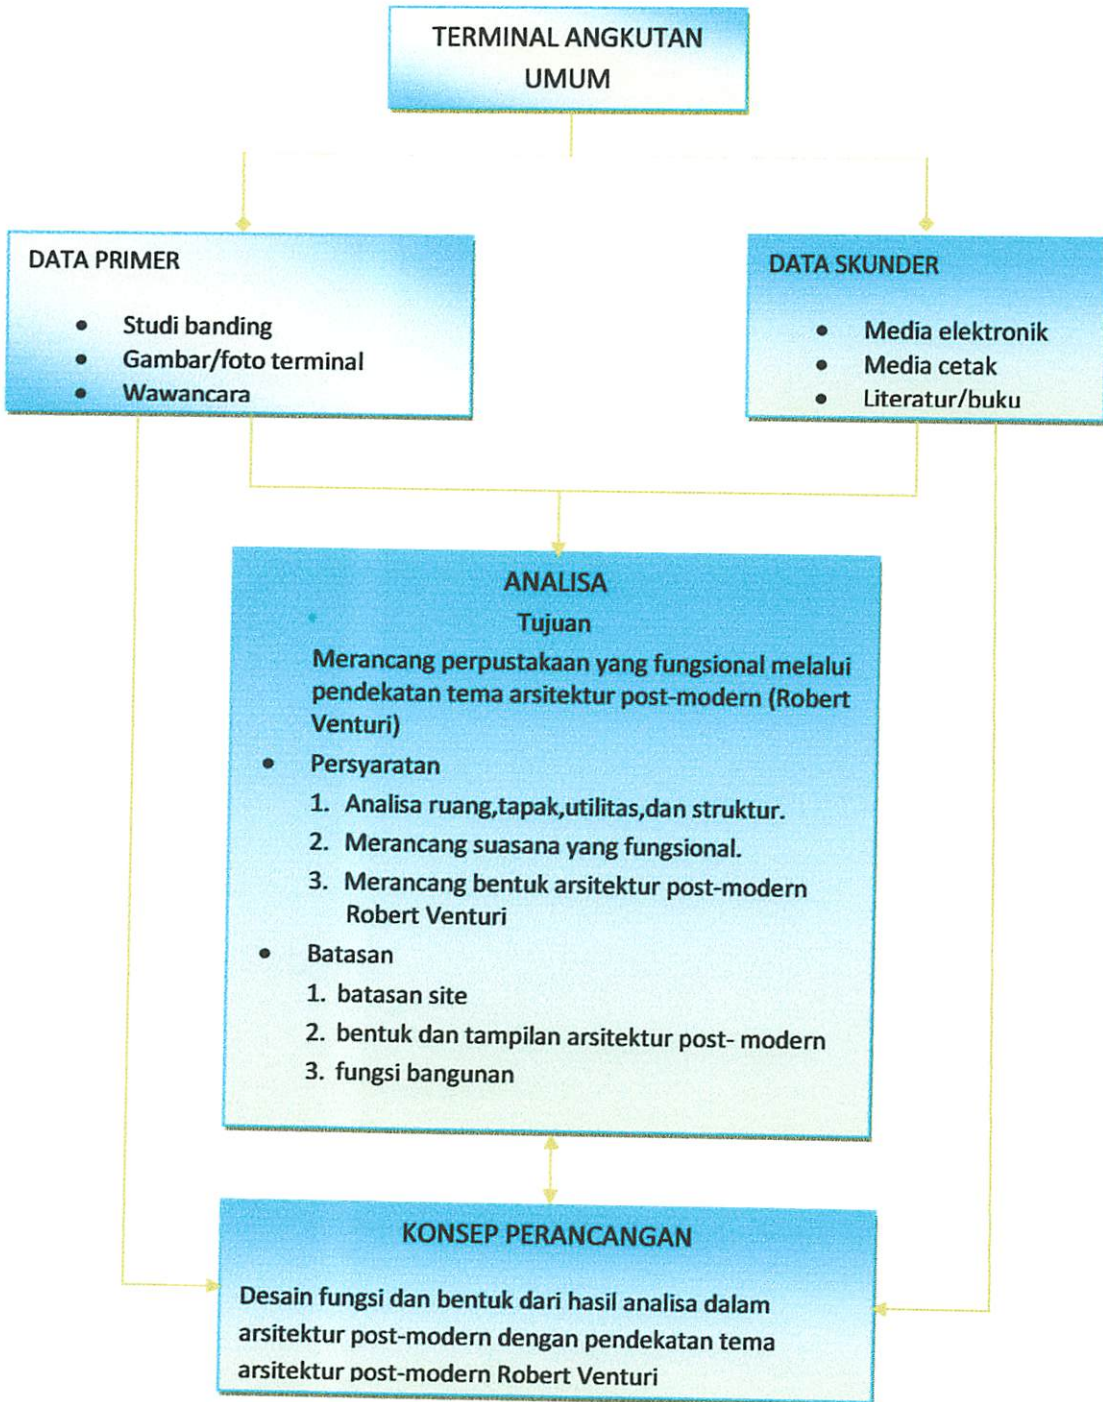 TERMINAL ANGKUTAN
UMUM
DATA PRIMER
• Studi banding
• Gambar/foto terminal
• Wawancara
DATA SKUNDER
• Media elektronik
• Media cetak
• Literatur/buku
ANALISA
Tujuan
Merancang perpustakaan yang fungsional melalui
pendekatan tema arsitektur post-modern (Robert
Venturi)
• Persyaratan
1. Analisa ruang,tapak,utilitas,dan struktur.
2. Merancang suasana yang fungsional.
3. Merancang bentuk arsitektur post-modern
Robert Venturi
• Batasan
1. batasan site
2. bentuk dan tampilan arsitektur post- modern
3. fungsi bangunan
KONSEP PERANCANGAN
Desain fungsi dan bentuk dari hasil analisa dalam
arsitektur post-modern dengan pendekatan tema
arsitektur post-modern Robert Venturi